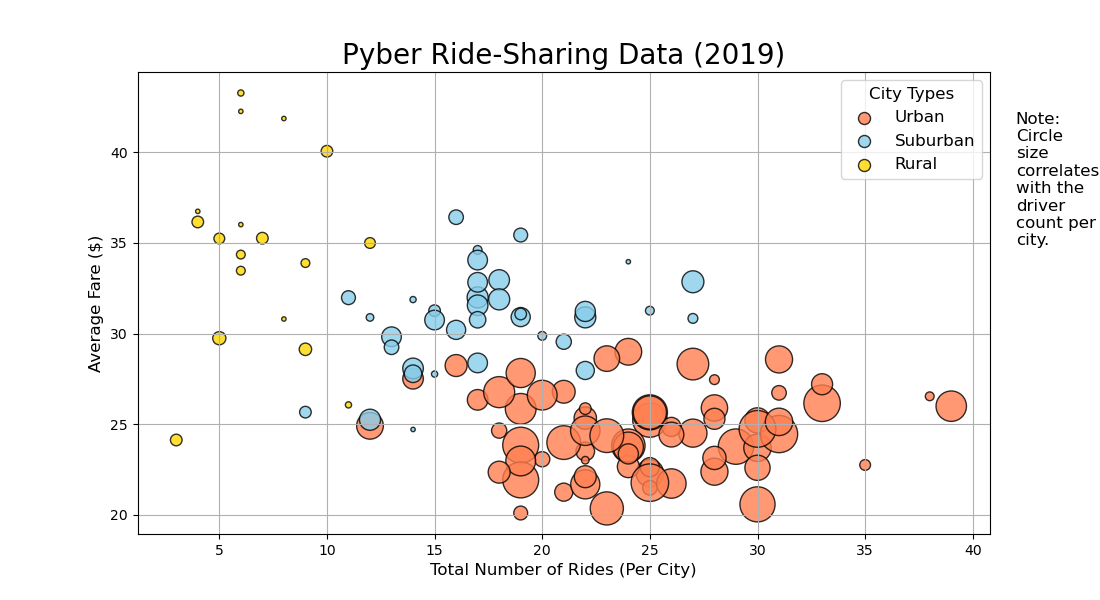 Pyber Ride-Sharing Data (2019)
City Types
Urban
Suburban
Rural
Note:
Circle
size
correlates
with the
driver
count per
city.
Average Fare ($)
40
35
30
25
20
5 10 15 20 25 30 35 40
Total Number of Rides (Per City)